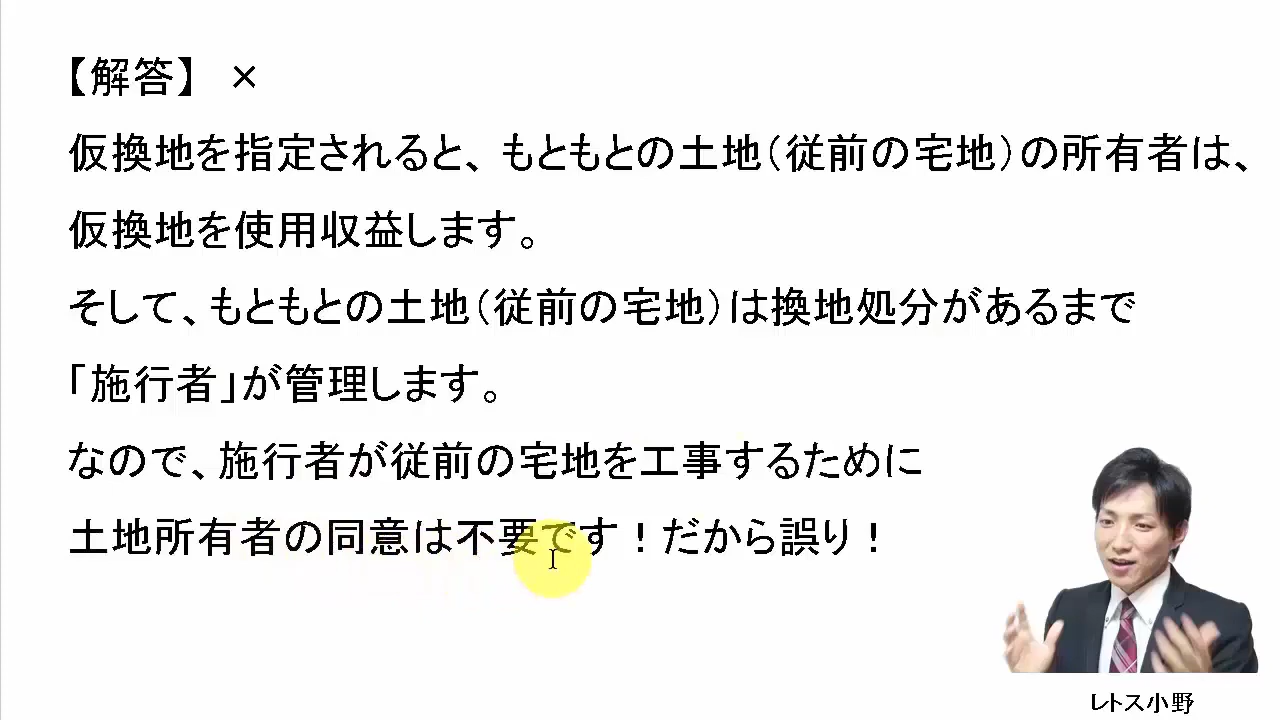 【解答】 ×
仮換地を指定されると、もともとの土地（従前の宅地）の所有者は、
仮換地を使用収益します。
そして、もともとの土地（従前の宅地）は換地処分があるまで
「施行者」が管理します。
なので、施行者が従前の宅地を工事するために
土地所有者の同意は不要です！だから誤り！
レトス小野